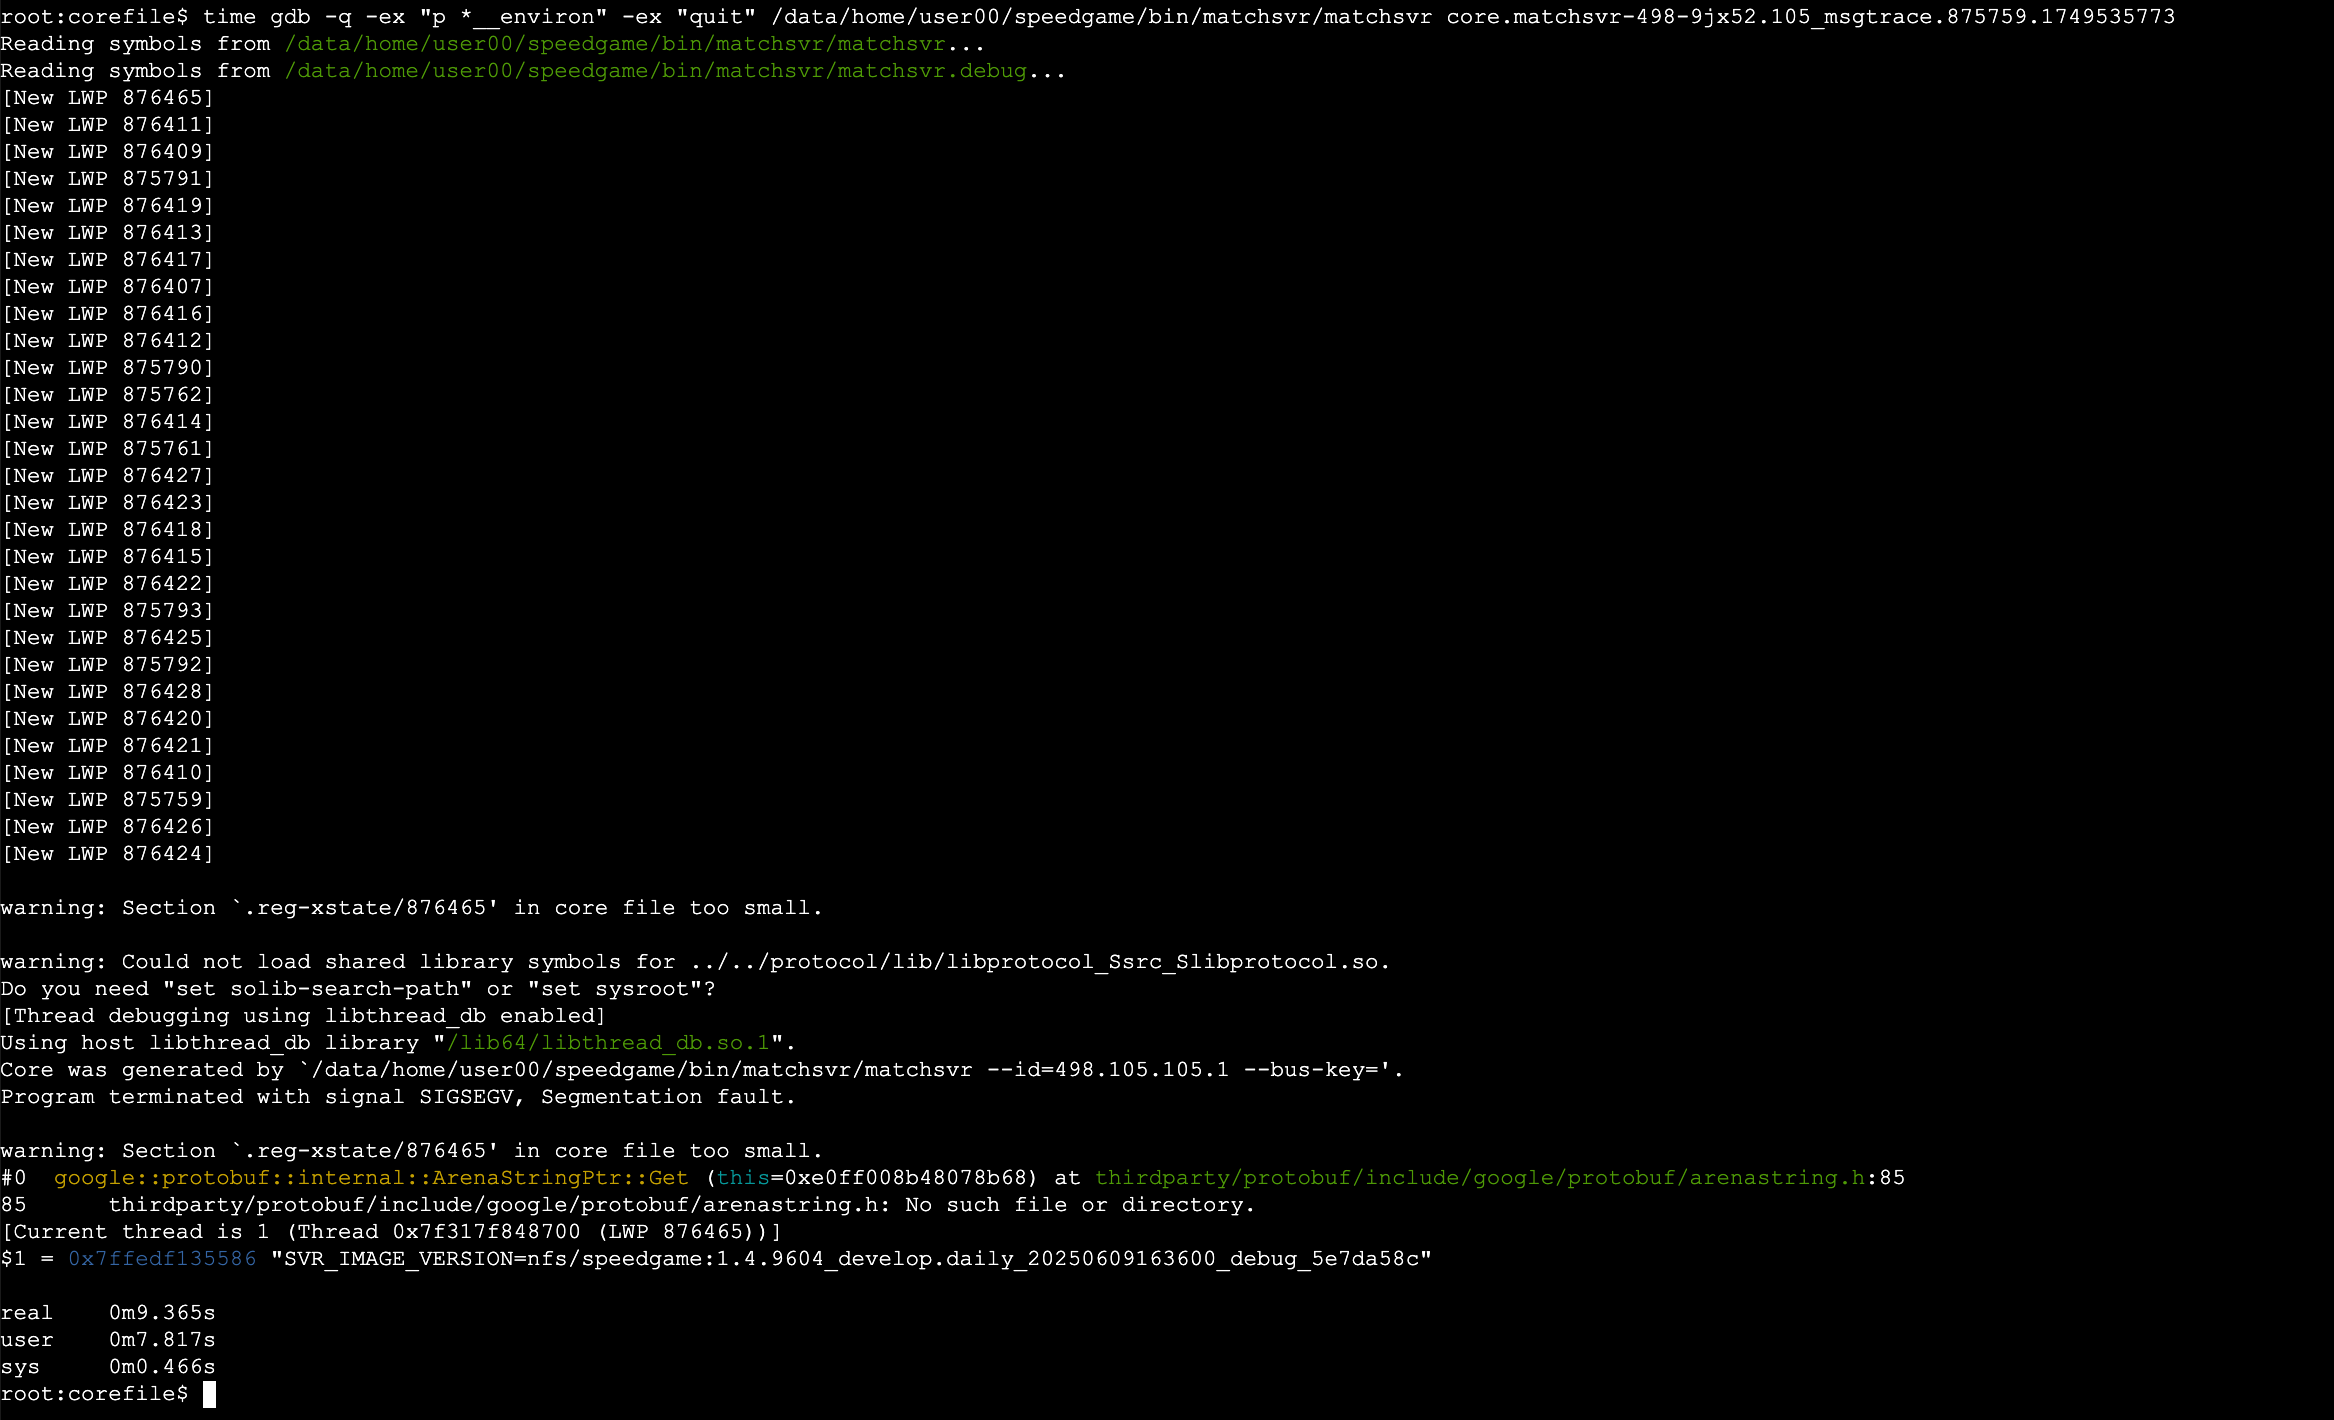 root:corefile$ time gdb -q -ex "p *__environ" -ex "quit" /data/home/user00/speedgame/bin/matchsvr/matchsvr core.matchsvr-498-9jx52.105_msgtrace.875759.1749535773
Reading symbols from /data/home/user00/speedgame/bin/matchsvr/matchsvr...
Reading symbols from /data/home/user00/speedgame/bin/matchsvr/matchsvr.debug...
[New LWP 876465]
[New LWP 876411]
[New LWP 876409]
[New LWP 875791]
[New LWP 876419]
[New LWP 876413]
[New LWP 876417]
[New LWP 876407]
[New LWP 876416]
[New LWP 876412]
[New LWP 875790]
[New LWP 875762]
[New LWP 876414]
[New LWP 875761]
[New LWP 876427]
[New LWP 876423]
[New LWP 876418]
[New LWP 876415]
[New LWP 876422]
[New LWP 875793]
[New LWP 876425]
[New LWP 875792]
[New LWP 876428]
[New LWP 876420]
[New LWP 876421]
[New LWP 876410]
[New LWP 875759]
[New LWP 876426]
[New LWP 876424]
warning: Section `.reg-xstate/876465' in core file too small.
warning: Could not load shared library symbols for ../../protocol/lib/libprotocol_Ssrc_Slibprotocol.so.
Do you need "set solib-search-path" or "set sysroot"?
[Thread debugging using libthread_db enabled]
Using host libthread_db library "/lib64/libthread_db.so.1".
Core was generated by `/data/home/user00/speedgame/bin/matchsvr/matchsvr --id=498.105.105.1 --bus-key='.
Program terminated with signal SIGSEGV, Segmentation fault.
warning: Section `.reg-xstate/876465' in core file too small.
#0  google::protobuf::internal::ArenaStringPtr::Get (this=0xe0ff008b48078b68) at thirdparty/protobuf/include/google/protobuf/arenastring.h:85
85      thirdparty/protobuf/include/google/protobuf/arenastring.h: No such file or directory.
[Current thread is 1 (Thread 0x7f317f848700 (LWP 876465))]
$1 = 0x7ffedf135586 "SVR_IMAGE_VERSION=nfs/speedgame:1.4.9604_develop.daily_20250609163600_debug_5e7da58c"
real    0m9.365s
user    0m7.817s
sys     0m0.466s
root:corefile$